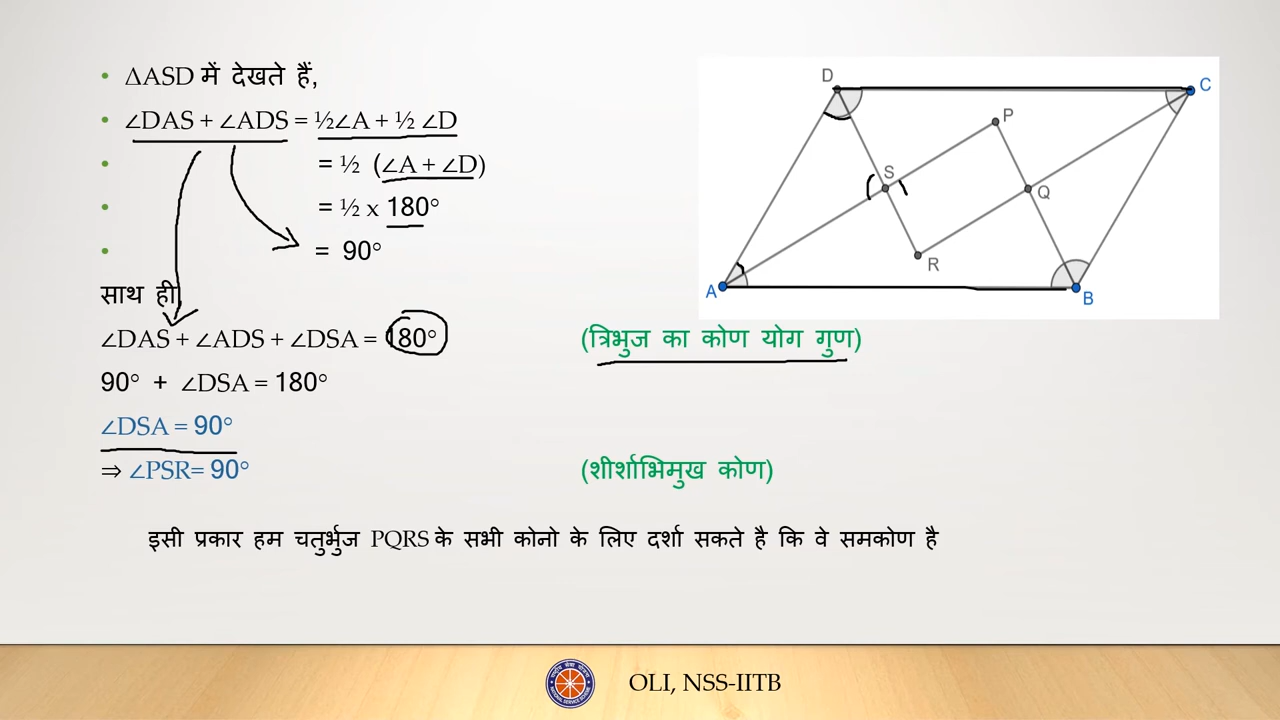 • ΔASD में देखते हैं,
• ∠DAS + ∠ADS = ½∠A + ½ ∠D
• = ½ (∠A + ∠D)
• = ½ x 180°
• = 90°
साथ ही
∠DAS + ∠ADS + ∠DSA = 180° (त्रिभुज का कोण योग गुण)
90° + ∠DSA = 180°
∠DSA = 90°
⇒ ∠PSR= 90° (शीर्शाभिमुख कोण)
इसी प्रकार हम चतुर्भुज PQRS के सभी कोनो के लिए दर्शा सकते है कि वे समकोण है
D
C
P
S
Q
R
A
B
OLI, NSS-IITB